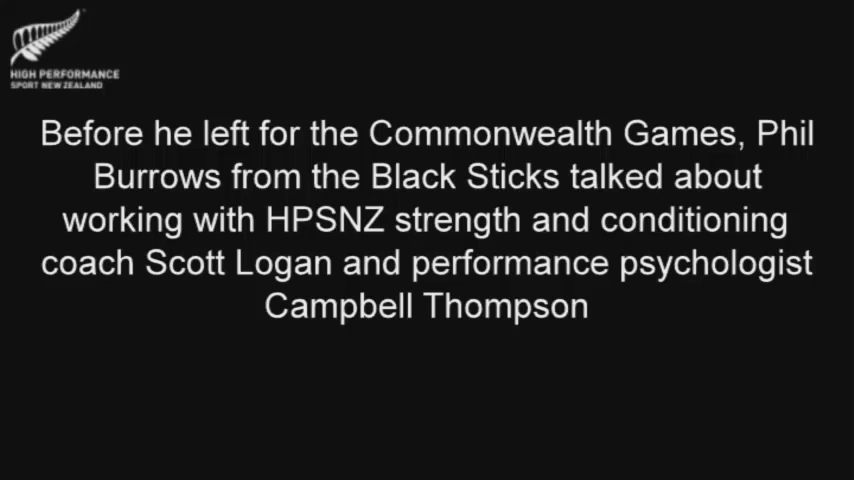 HIGH PERFORMANCE
SPORT NEW ZEALAND
Before he left for the Commonwealth Games, Phil
Burrows from the Black Sticks talked about
working with HPSNZ strength and conditioning
coach Scott Logan and performance psychologist
Campbell Thompson